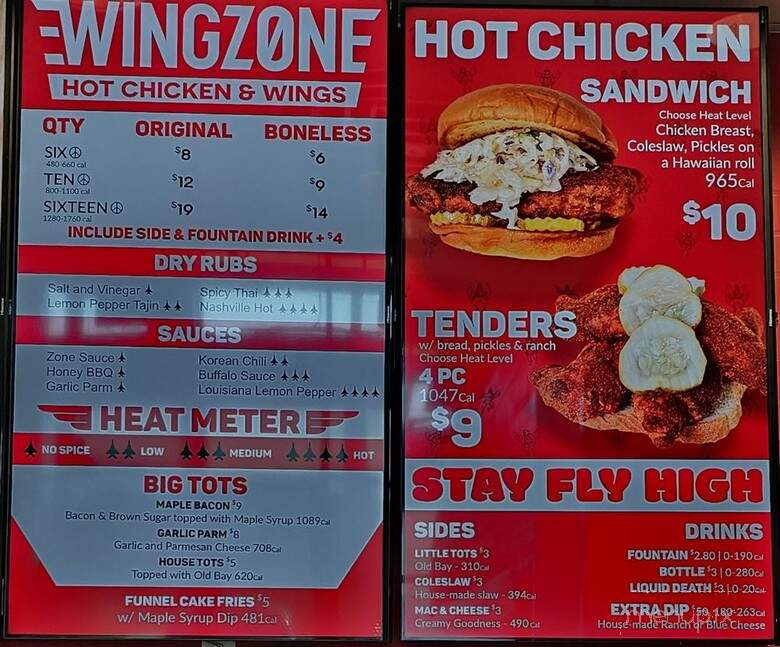 WINGZONE
HOT CHICKEN & WINGS
QTY ORIGINAL BONELESS
SIX $8 $6
480-660 cal
TEN $12 $9
800-1100 cal
SIXTEEN $19 $14
1280-1760 cal
INCLUDE SIDE & FOUNTAIN DRINK + $4
DRY RUBS
Salt and Vinegar Spicy Thai
Lemon Pepper Tajin Nashville Hot
SAUCES
Zone Sauce Korean Chili
Honey BBQ Buffalo Sauce
Garlic Parm Louisiana Lemon Pepper
HEAT METER
NO SPICE LOW MEDIUM HOT
BIG TOTS
MAPLE BACON $9
Bacon & Brown Sugar topped with Maple Syrup 1089cal
GARLIC PARM $8
Garlic and Parmesan Cheese 708cal
HOUSE TOTS $5
Topped with Old Bay 620cal
FUNNEL CAKE FRIES $5
w/ Maple Syrup Dip 481cal
HOT CHICKEN
SANDWICH
Choose Heat Level
Chicken Breast,
Coleslaw, Pickles on
a Hawaiian roll
965cal
$10
TENDERS
w/ bread, pickles & ranch
Choose Heat Level
4 PC
1047cal
$9
STAY FLY HIGH
SIDES
LITTLE TOTS $3
Old Bay - 310cal
COLESLAW $3
House-made slaw - 394cal
MAC & CHEESE $3
Creamy Goodness - 490cal
DRINKS
FOUNTAIN $2.80 | 0-190cal
BOTTLE $3 | 0-280cal
LIQUID DEATH $3 | 0-20cal
EXTRA DIP 182-263cal
House-made Ranch or Blue Cheese
menupix